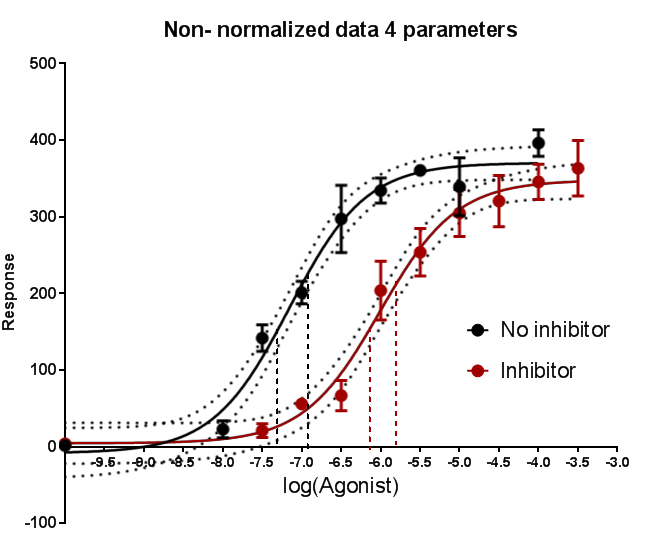 Non- normalized data 4 parameters
500
400
300
200
100
0
-100
Response
-9.5 -9.0 -8.5 -8.0 -7.5 -7.0 -6.5 -6.0 -5.5 -5.0 -4.5 -4.0 -3.5 -3.0
log(Agonist)
No inhibitor
Inhibitor